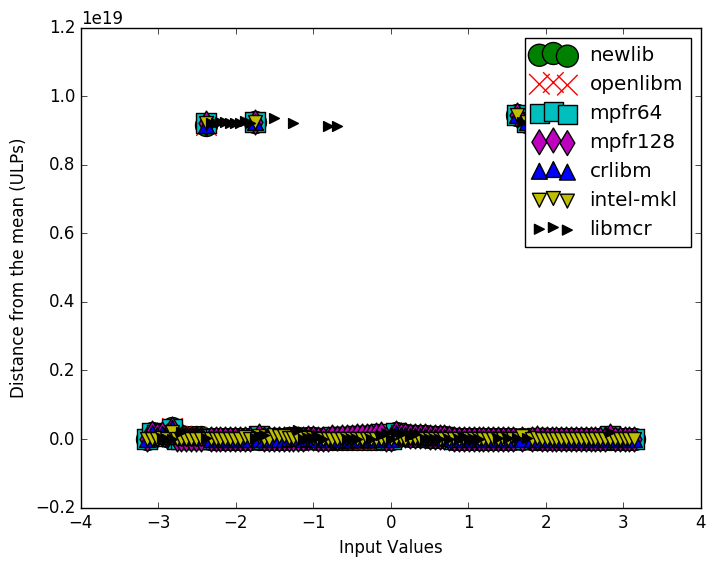 1e19
1.2
1.0
0.8
0.6
0.4
0.2
0.0
−0.2
−4
−3
−2
−1
0
1
2
3
4
Input Values
Distance from the mean (ULPs)
newlib
openlibm
mpfr64
mpfr128
crlibm
intel-mkl
libmcr